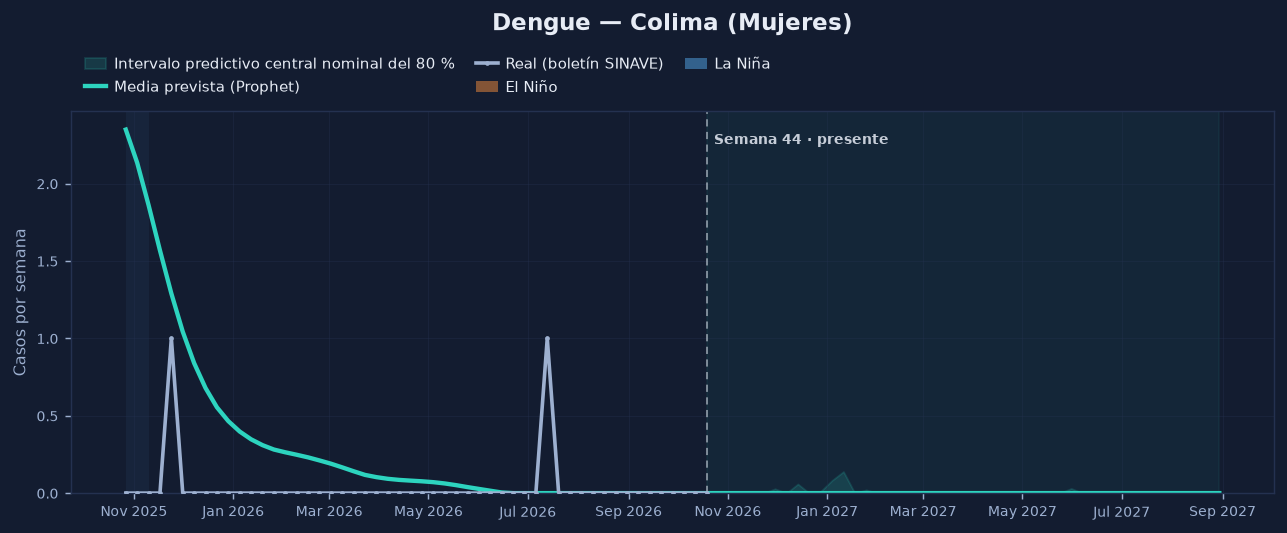 Dengue — Colima (Mujeres)
Intervalo predictivo central nominal del 80 %
Media prevista (Prophet)
Real (boletín SINAVE)
El Niño
La Niña
Semana 44 · presente
Casos por semana
2.0
1.5
1.0
0.5
0.0
Nov 2025 Jan 2026 Mar 2026 May 2026 Jul 2026 Sep 2026 Nov 2026 Jan 2027 Mar 2027 May 2027 Jul 2027 Sep 2027